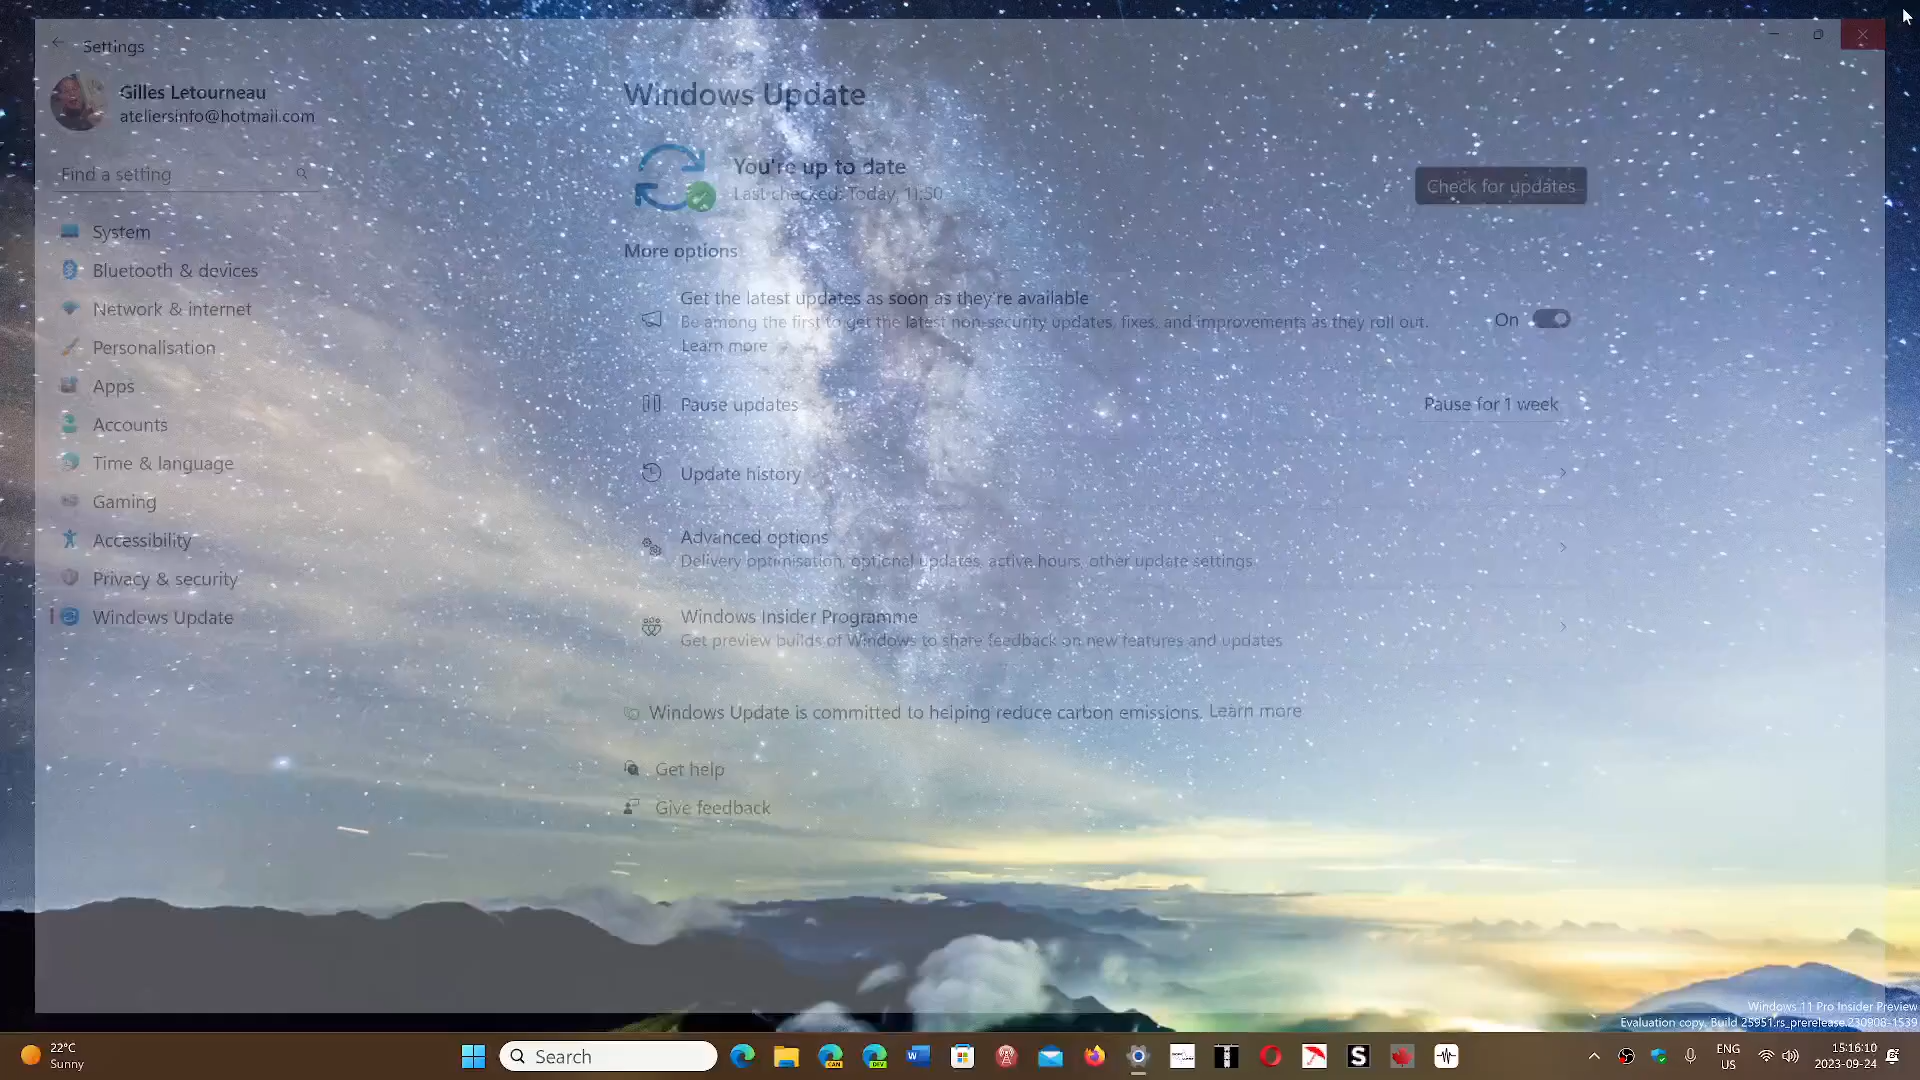 Settings
Gilles Letourneau
ateliersinfo@hotmail.com
Find a setting
System
Bluetooth & devices
Network & internet
Personalisation
Apps
Accounts
Time & language
Gaming
Accessibility
Privacy & security
Windows Update
Windows Update
You're up to date
Last checked: Today, 11:50
Check for updates
More options
Get the latest updates as soon as they're available
Be among the first to get the latest non-security updates, fixes, and improvements as they roll out.
Learn more
On
Pause updates
Pause for 1 week
Update history
Advanced options
Delivery optimisation, optional updates, active hours, other update settings
Windows Insider Programme
Get preview builds of Windows to share feedback on new features and updates
Windows Update is committed to helping reduce carbon emissions. Learn more
Get help
Give feedback
Windows 11 Pro Insider Preview
Evaluation copy. Build 25951.rs_prerelease.230908-1539
22°C
Sunny
Search
CAN
DEV
ENG
US
15:16:10
2023-09-24